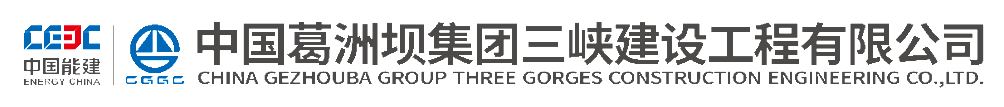 CEEC
中国能建
ENERGY CHINA
CGGC
中国葛洲坝集团三峡建设工程有限公司
CHINA GEZHOUBA GROUP THREE GORGES CONSTRUCTION ENGINEERING CO.,LTD.